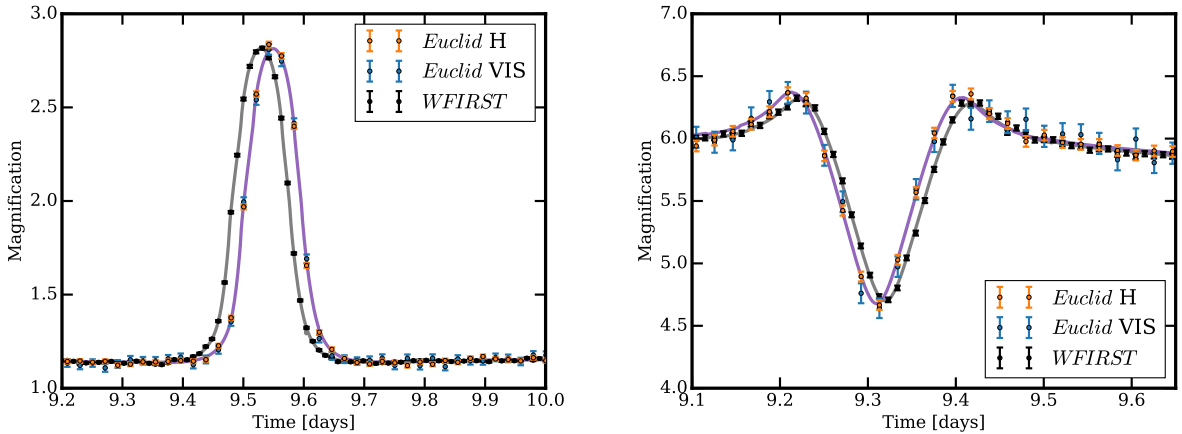 3.0
2.5
2.0
1.5
1.0
Magnification
9.2 9.3 9.4 9.5 9.6 9.7 9.8 9.9 10.0
Time [days]
Euclid H
Euclid VIS
WFIRST
7.0
6.5
6.0
5.5
5.0
4.5
4.0
Magnification
9.1 9.2 9.3 9.4 9.5 9.6
Time [days]
Euclid H
Euclid VIS
WFIRST